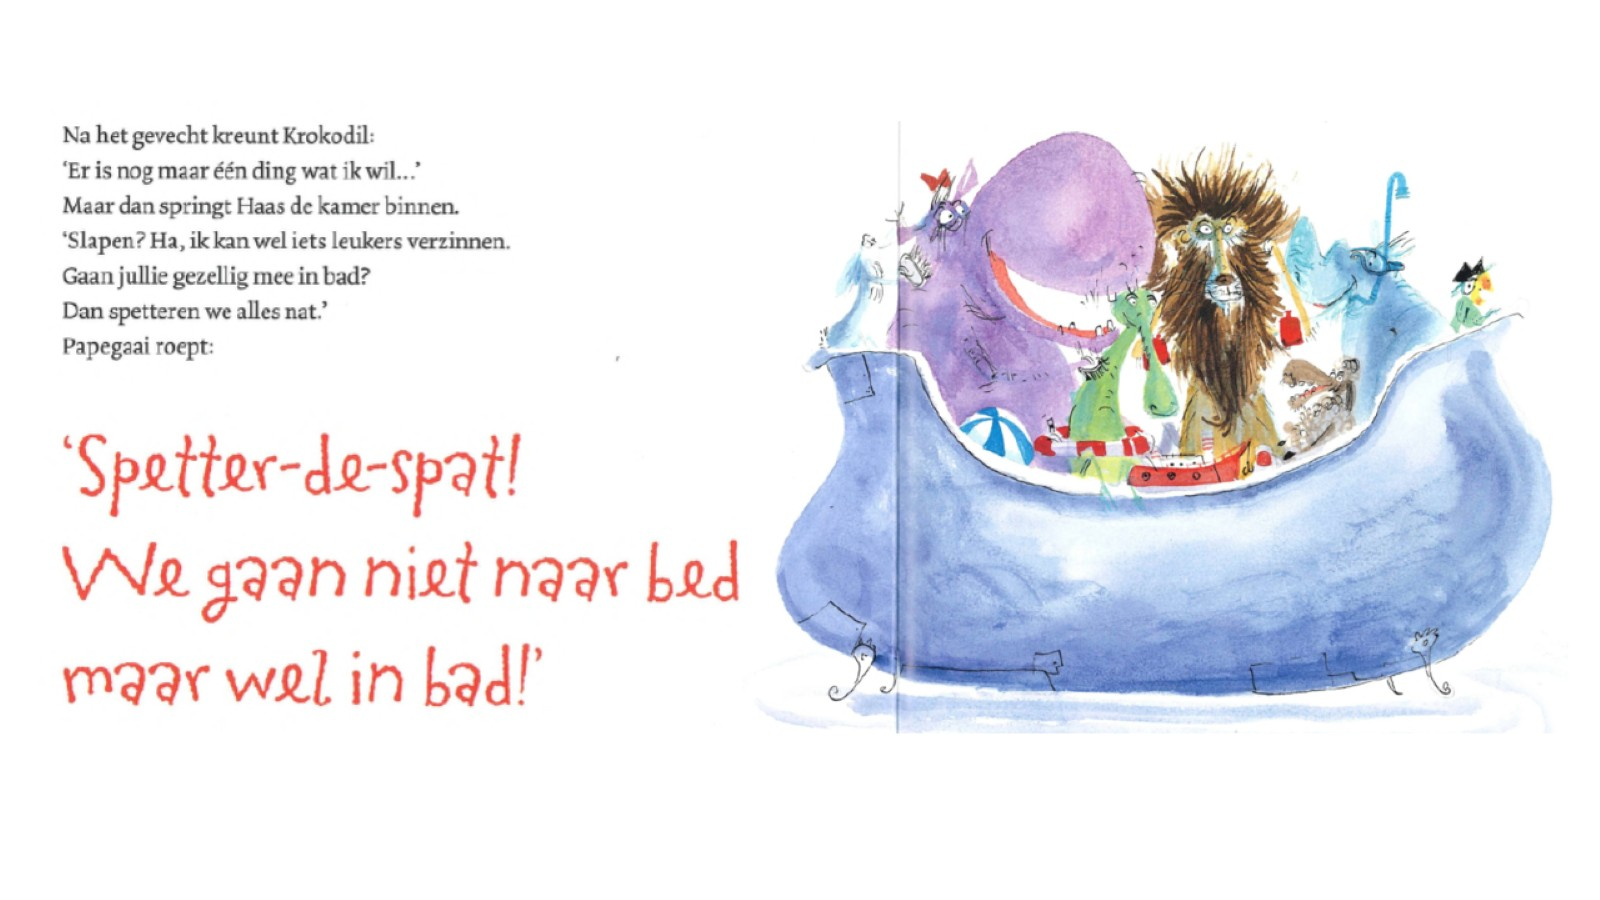 Na het gevecht kreunt Krokodil:
‘Er is nog maar één ding wat ik wil...’
Maar dan springt Haas de kamer binnen.
‘Slapen? Ha, ik kan wel iets leukers verzinnen.
Gaan jullie gezellig mee in bad?
Dan spetteren we alles nat.’
Papegaai roept:
‘Spetter-de-spat!
We gaan niet naar bed
maar wel in bad!’